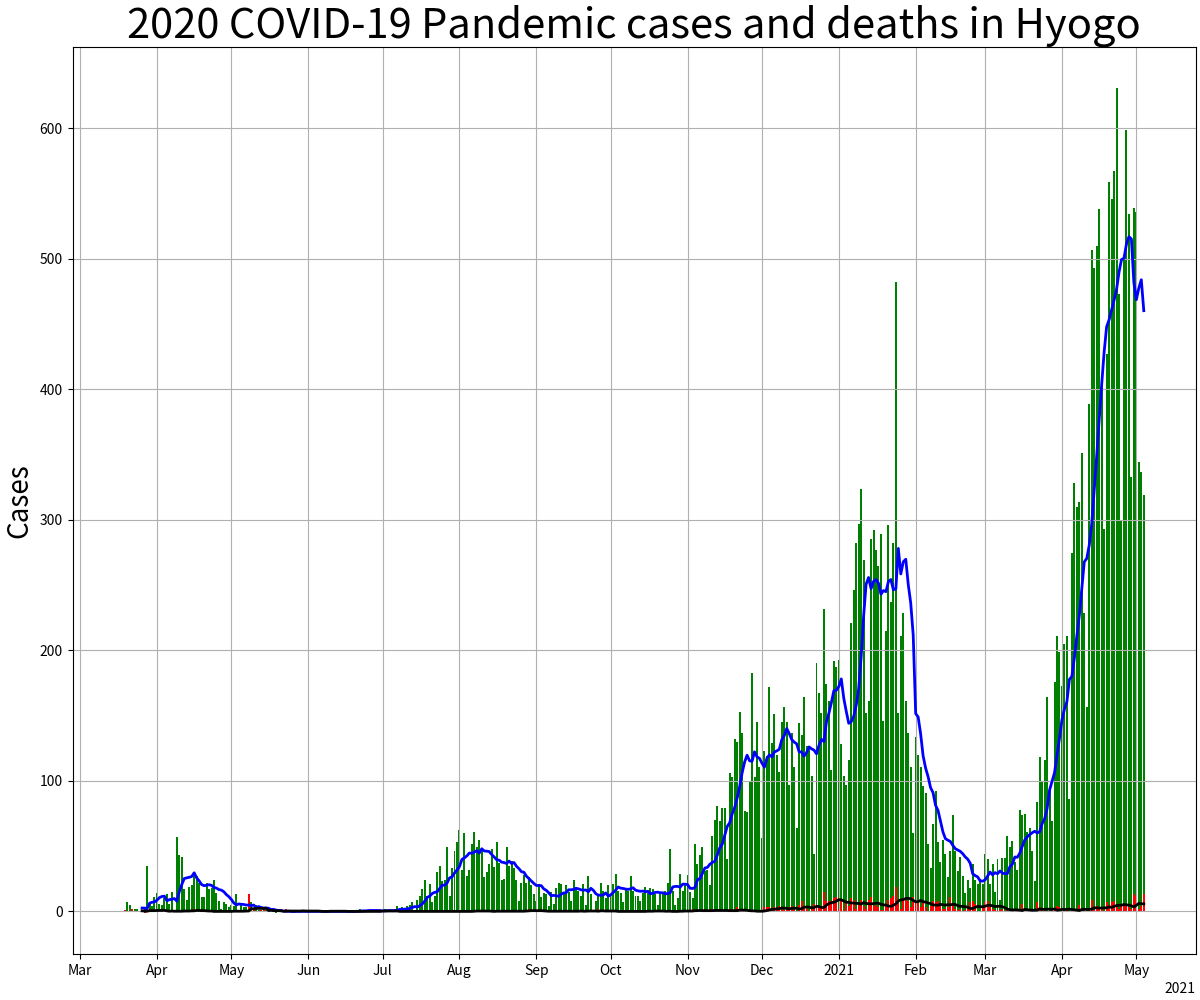 2020 COVID-19 Pandemic cases and deaths in Hyogo
Cases
600
500
400
300
200
100
0
Mar Apr May Jun Jul Aug Sep Oct Nov Dec 2021 Feb Mar Apr May
2021